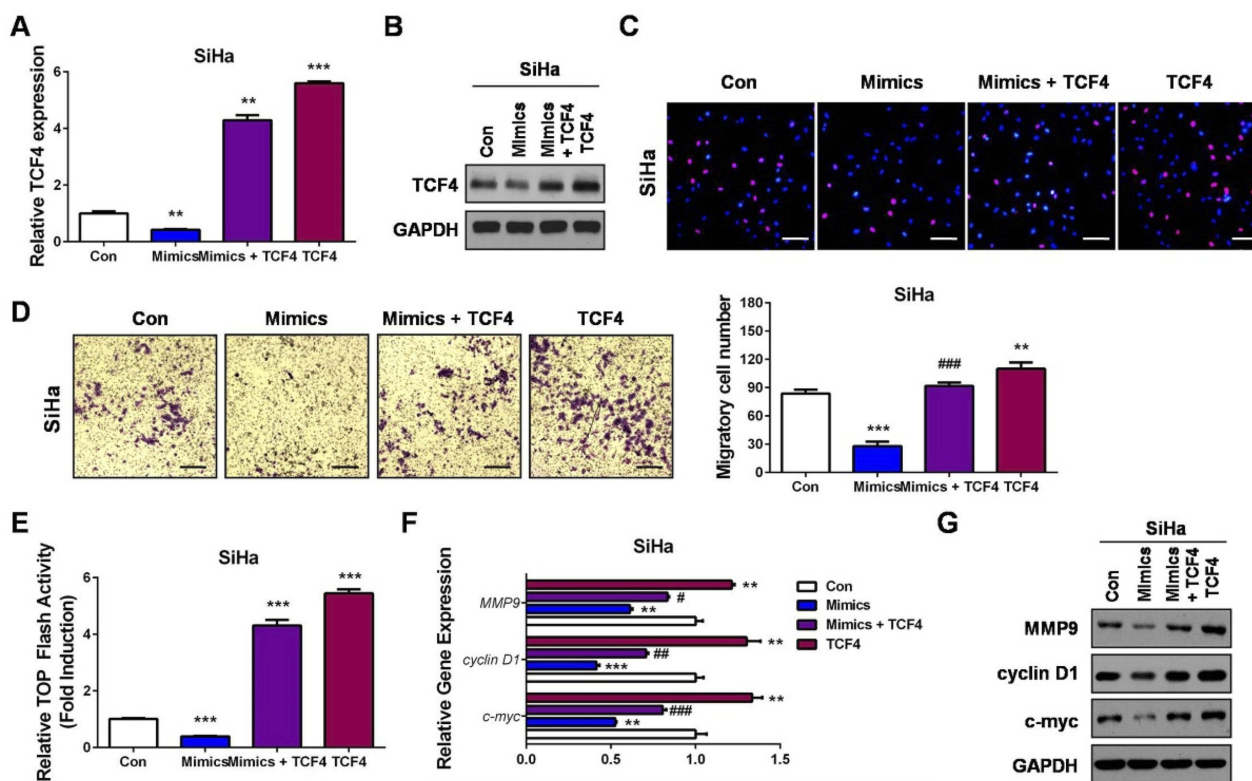 A
SiHa
Relative TCF4 expression
6
4
2
0
**
**
***
Con
Mimics
Mimics + TCF4
TCF4
B
SiHa
Con
Mimics
Mimics
+ TCF4
TCF4
TCF4
GAPDH
C
Con
Mimics
Mimics + TCF4
TCF4
SiHa
D
Con
Mimics
Mimics + TCF4
TCF4
SiHa
SiHa
Migratory cell number
180
150
120
90
60
30
0
***
###
**
Con
Mimics
Mimics + TCF4
TCF4
E
SiHa
Relative TOP Flash Activity
(Fold Induction)
6
4
2
0
***
***
***
Con
Mimics
Mimics + TCF4
TCF4
F
SiHa
Relative Gene Expression
MMP9
**
#
**
cyclin D1
**
##
***
c-myc
**
###
**
0.0
0.5
1.0
1.5
Con
Mimics
Mimics + TCF4
TCF4
G
SiHa
Con
Mimics
Mimics
+ TCF4
TCF4
MMP9
cyclin D1
c-myc
GAPDH